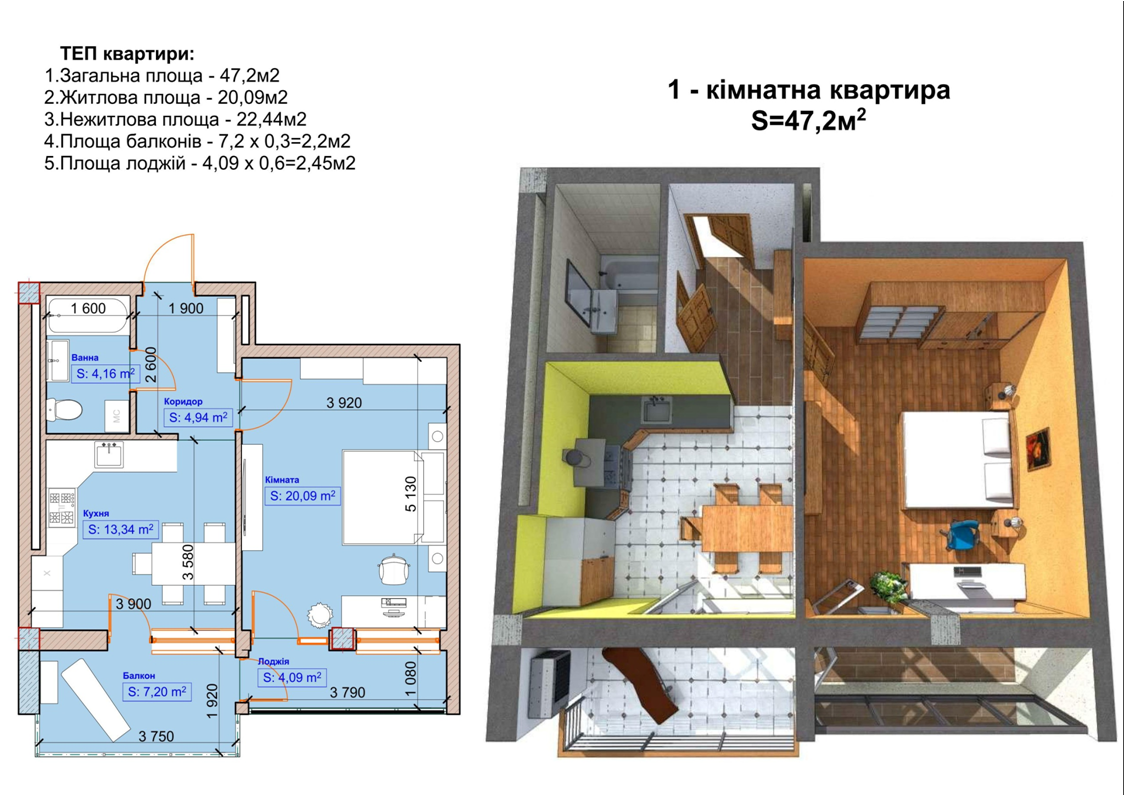 ТЕП квартири:
1.Загальна площа - 47,2м2
2.Житлова площа - 20,09м2
3.Нежитлова площа - 22,44м2
4.Площа балконів - 7,2 x 0,3=2,2м2
5.Площа лоджій - 4,09 x 0,6=2,45м2
1 - кімнатна квартира
S=47,2м²
1 600
1 900
Ванна
S: 4,16 m²
2 600
МС
Коридор
S: 4,94 m²
3 920
Кімната
S: 20,09 m²
5 130
Кухня
S: 13,34 m²
3 580
X
3 900
Балкон
S: 7,20 m²
1 920
3 750
Лоджія
S: 4,09 m²
3 790
1 080